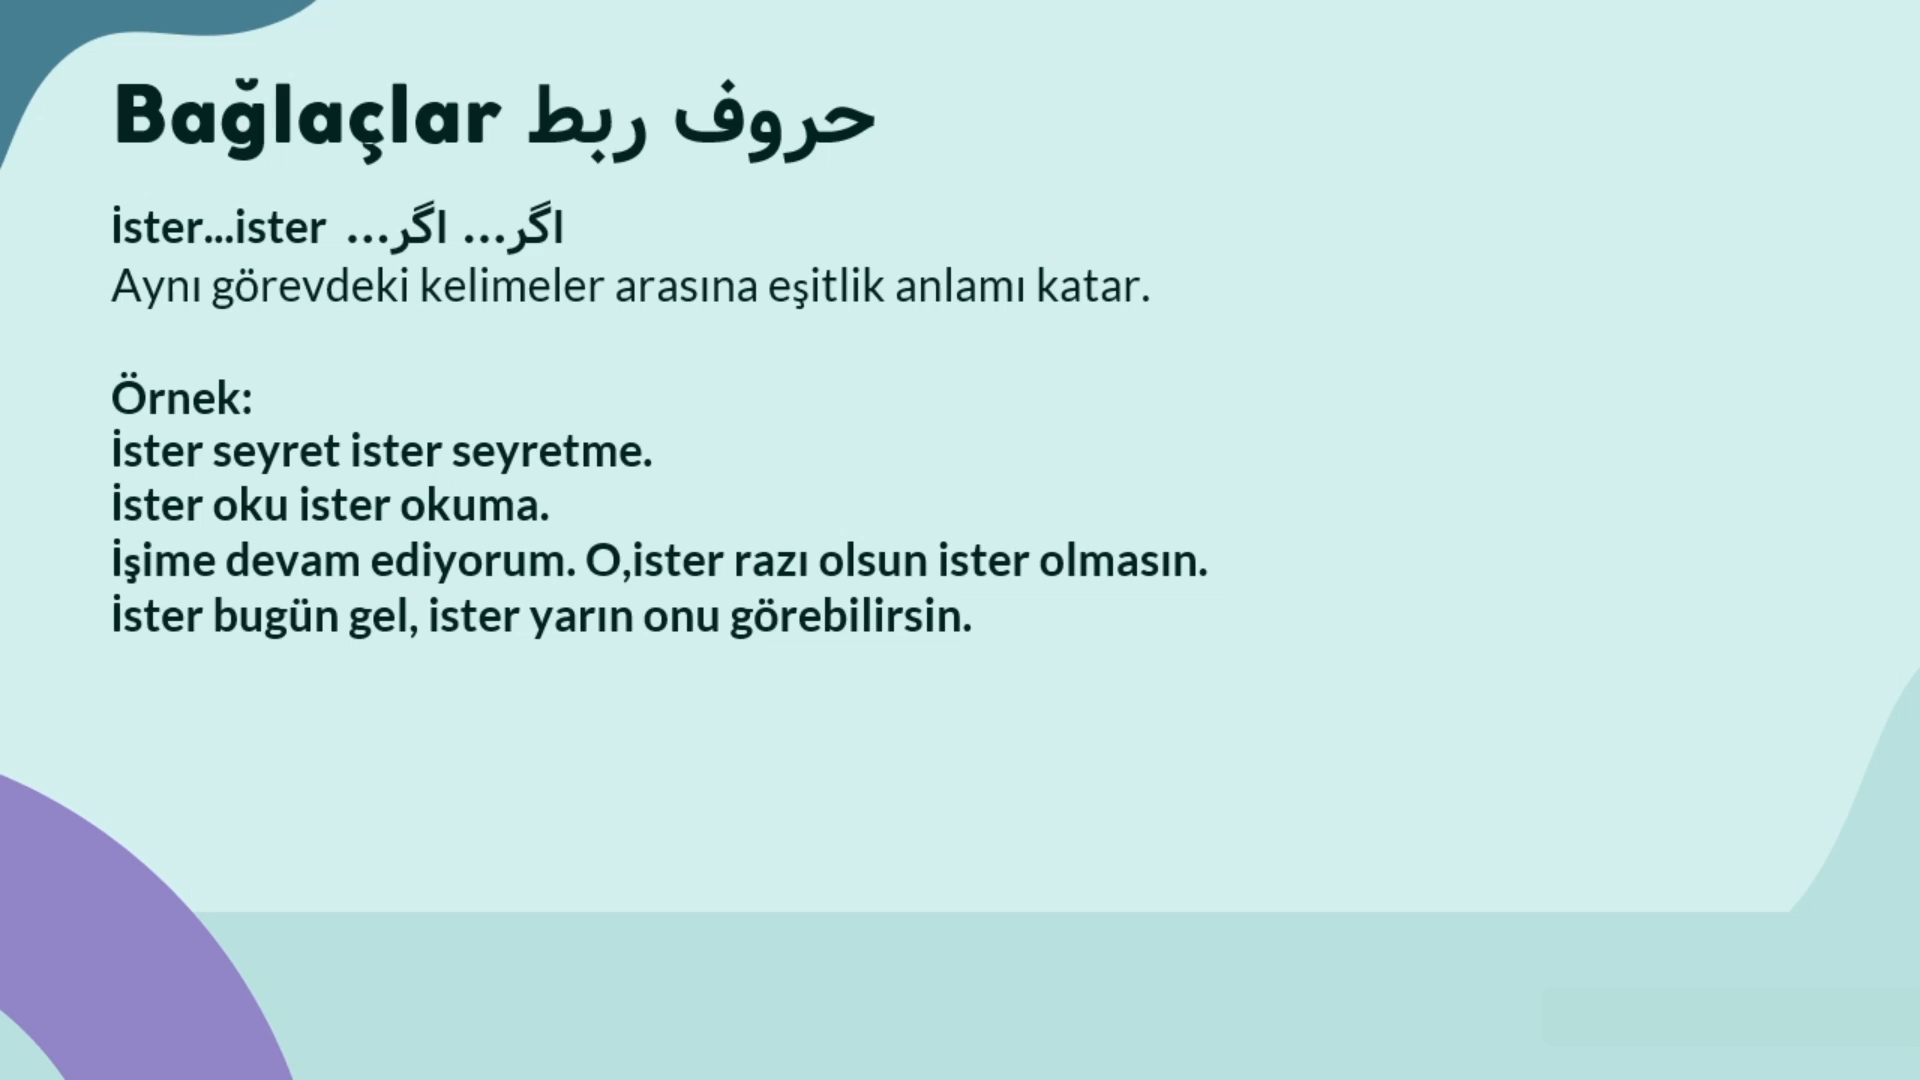 Bağlaçlar حروف ربط
İster...ister اگر... اگر...
Aynı görevdeki kelimeler arasına eşitlik anlamı katar.
Örnek:
İster seyret ister seyretme.
İster oku ister okuma.
İşime devam ediyorum. O,ister razı olsun ister olmasın.
İster bugün gel, ister yarın onu görebilirsin.